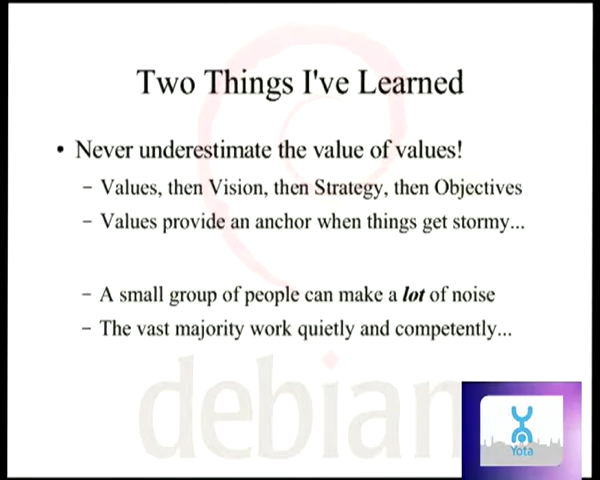 Two Things I've Learned
• Never underestimate the value of values!
– Values, then Vision, then Strategy, then Objectives
– Values provide an anchor when things get stormy...
– A small group of people can make a lot of noise
– The vast majority work quietly and competently...
debian
Yota